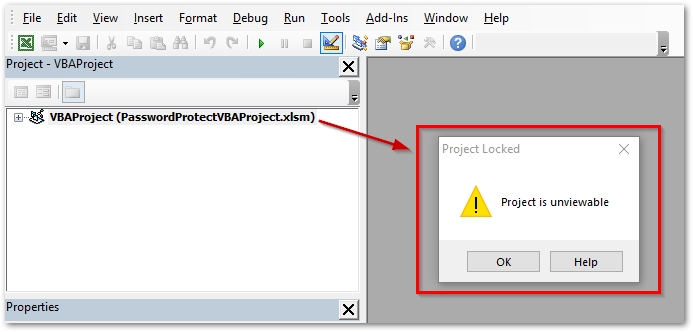 File Edit View Insert Format Debug Run Tools Add-Ins Window Help
Project - VBAProject
VBAProject (PasswordProtectVBAProject.xlsm)
Project Locked
Project is unviewable
OK Help
Properties